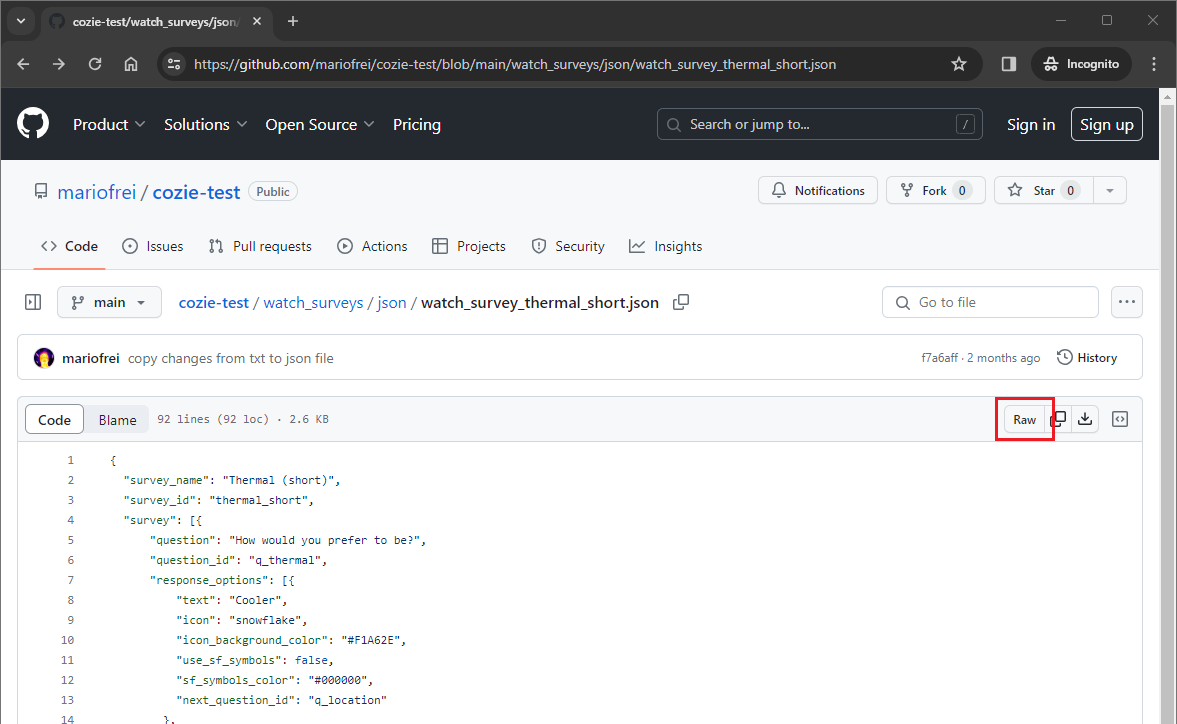 cozie-test/watch_surveys/json/
https://github.com/mariofrei/cozie-test/blob/main/watch_surveys/json/watch_survey_thermal_short.json
Incognito
Product Solutions Open Source Pricing
Search or jump to... /
Sign in Sign up
mariofrei / cozie-test Public
Notifications Fork 0 Star 0
Code Issues Pull requests Actions Projects Security Insights
main cozie-test / watch_surveys / json / watch_survey_thermal_short.json Go to file
mariofrei copy changes from txt to json file f7a6aff · 2 months ago History
Code Blame 92 lines (92 loc) · 2.6 KB Raw
1 {
2 "survey_name": "Thermal (short)",
3 "survey_id": "thermal_short",
4 "survey": [{
5 "question": "How would you prefer to be?",
6 "question_id": "q_thermal",
7 "response_options": [{
8 "text": "Cooler",
9 "icon": "snowflake",
10 "icon_background_color": "#F1A62E",
11 "use_sf_symbols": false,
12 "sf_symbols_color": "#000000",
13 "next_question_id": "q_location"
14 },